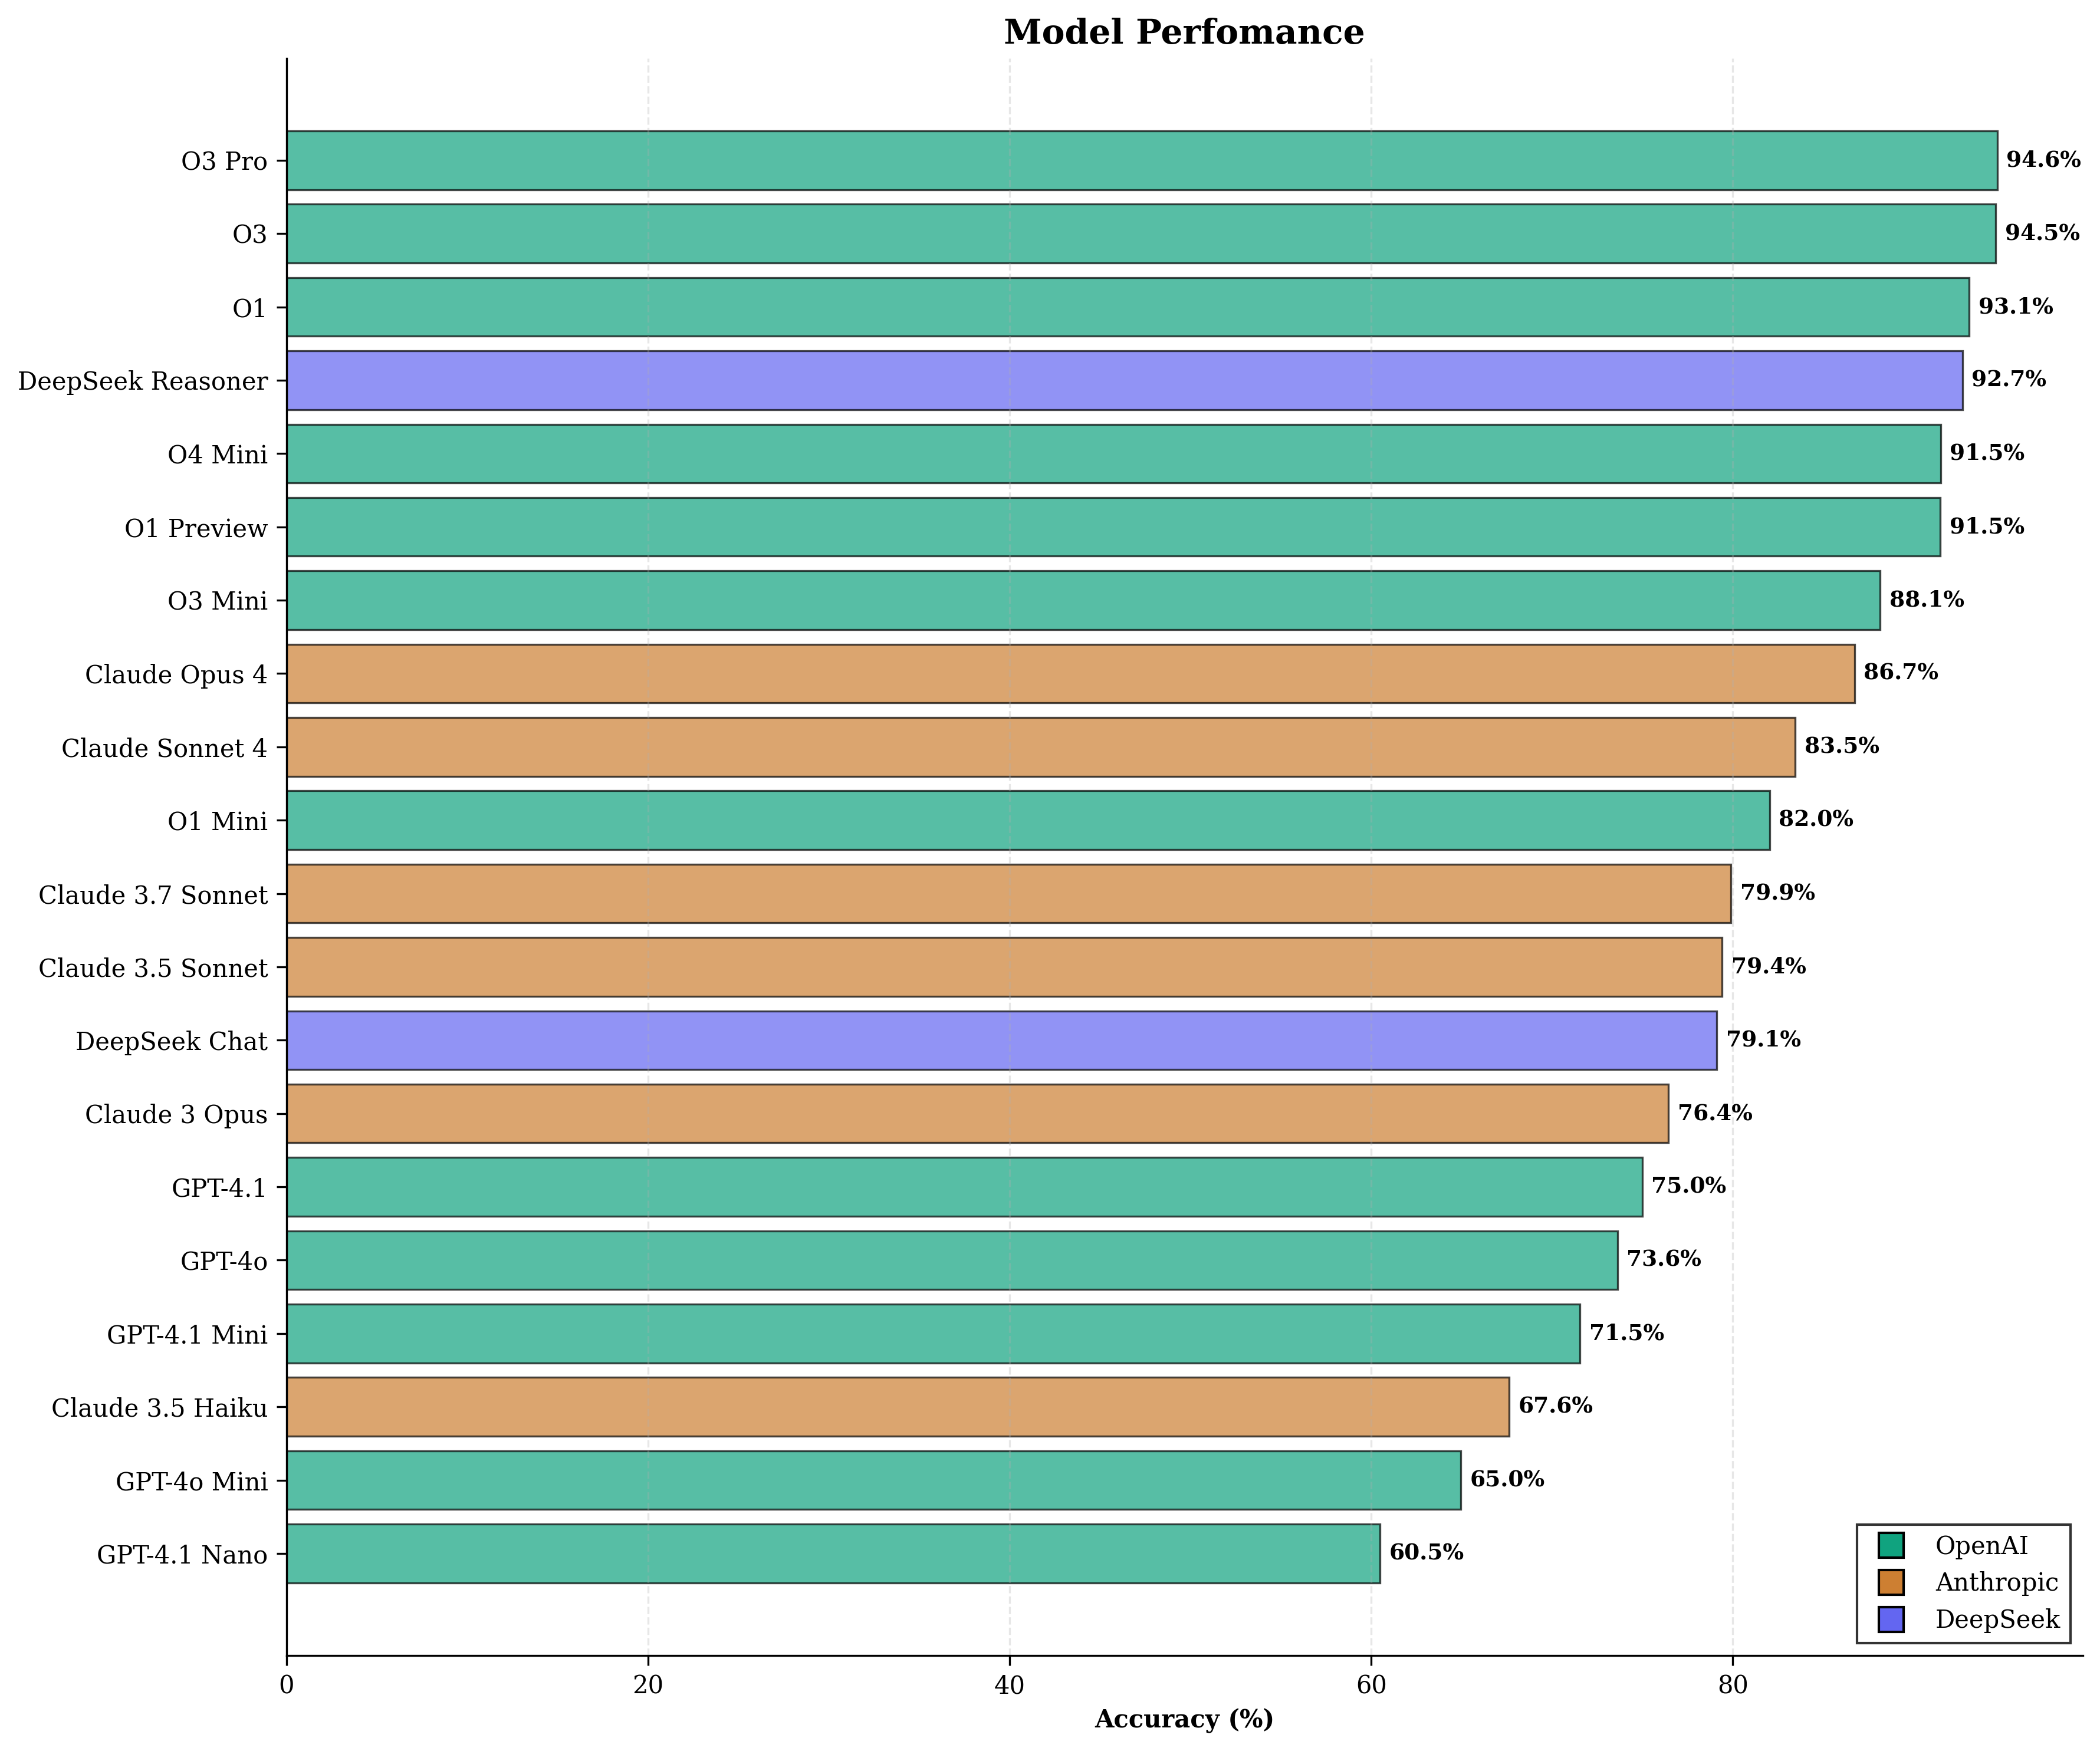 Model Perfomance
O3 Pro 94.6%
O3 94.5%
O1 93.1%
DeepSeek Reasoner 92.7%
O4 Mini 91.5%
O1 Preview 91.5%
O3 Mini 88.1%
Claude Opus 4 86.7%
Claude Sonnet 4 83.5%
O1 Mini 82.0%
Claude 3.7 Sonnet 79.9%
Claude 3.5 Sonnet 79.4%
DeepSeek Chat 79.1%
Claude 3 Opus 76.4%
GPT-4.1 75.0%
GPT-4o 73.6%
GPT-4.1 Mini 71.5%
Claude 3.5 Haiku 67.6%
GPT-4o Mini 65.0%
GPT-4.1 Nano 60.5%
OpenAI
Anthropic
DeepSeek
0 20 40 60 80
Accuracy (%)